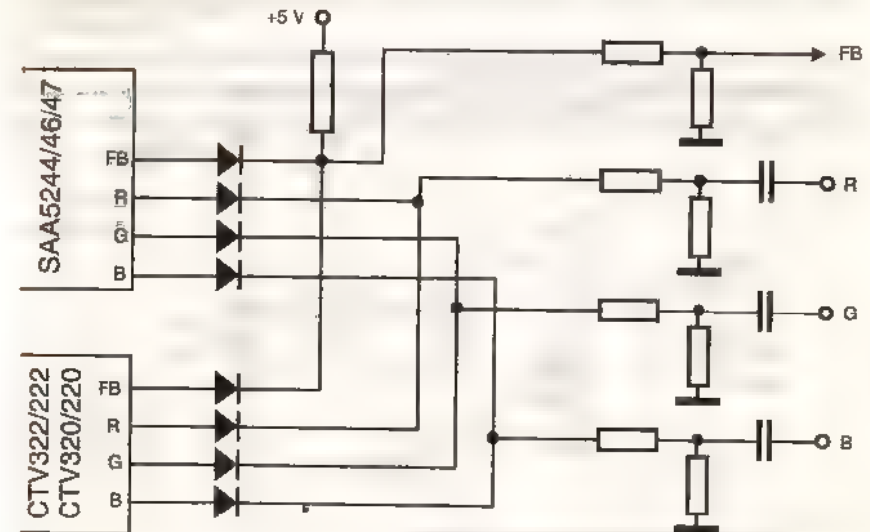 +5 V
FB
SAA5244/46/47
FB
R
R
G
B
G
CTV322/222
CTV320/220
FB
R
G
B
B